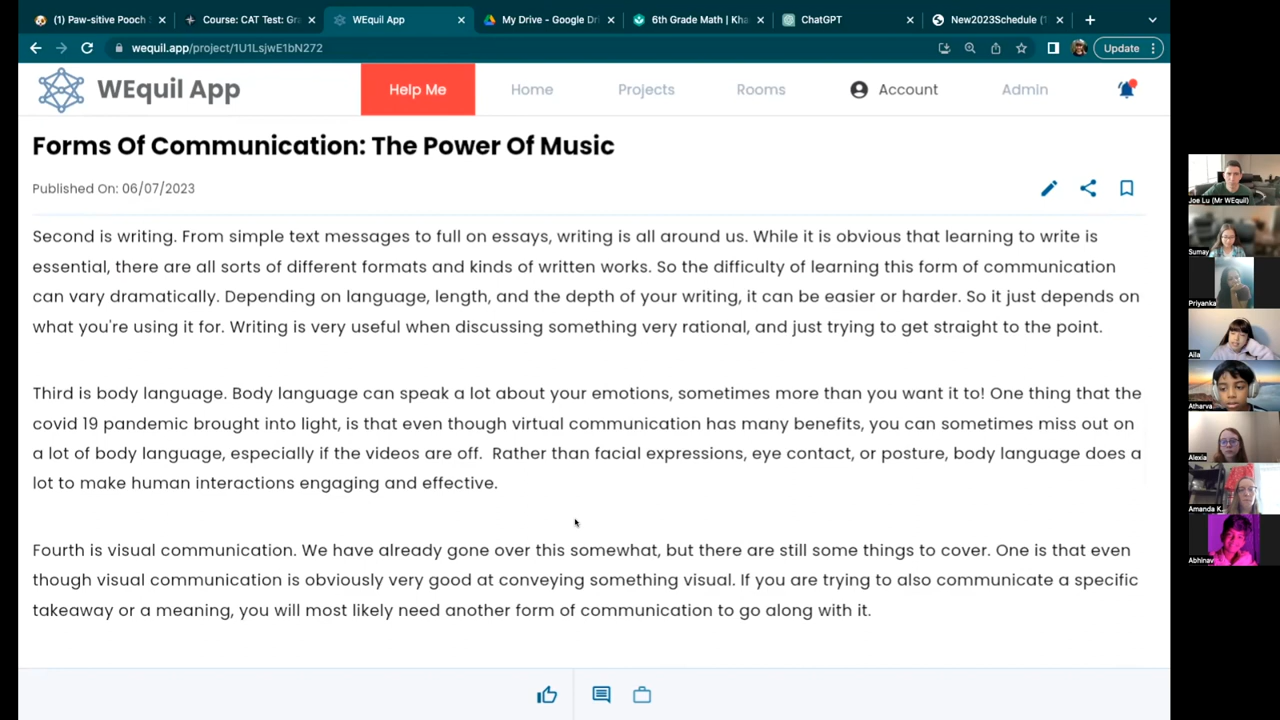 (1) Paw-sitive Pooch
Course: CAT Test: Gr
WEquil App
My Drive - Google Dri
6th Grade Math | Kha
ChatGPT
New2023Schedule (1
wequil.app/project/1U1LsjwE1bN272
Update
WEquil App
Help Me
Home
Projects
Rooms
Account
Admin
Forms Of Communication: The Power Of Music
Published On: 06/07/2023
Second is writing. From simple text messages to full on essays, writing is all around us. While it is obvious that learning to write is
essential, there are all sorts of different formats and kinds of written works. So the difficulty of learning this form of communication
can vary dramatically. Depending on language, length, and the depth of your writing, it can be easier or harder. So it just depends on
what you're using it for. Writing is very useful when discussing something very rational, and just trying to get straight to the point.
Third is body language. Body language can speak a lot about your emotions, sometimes more than you want it to! One thing that the
covid 19 pandemic brought into light, is that even though virtual communication has many benefits, you can sometimes miss out on
a lot of body language, especially if the videos are off. Rather than facial expressions, eye contact, or posture, body language does a
lot to make human interactions engaging and effective.
Fourth is visual communication. We have already gone over this somewhat, but there are still some things to cover. One is that even
though visual communication is obviously very good at conveying something visual. If you are trying to also communicate a specific
takeaway or a meaning, you will most likely need another form of communication to go along with it.
Joe Lu (Mr WEquil)
Sumay
Priyanka
Aila
Atharva
Alexia
Amanda K.
Abhinav